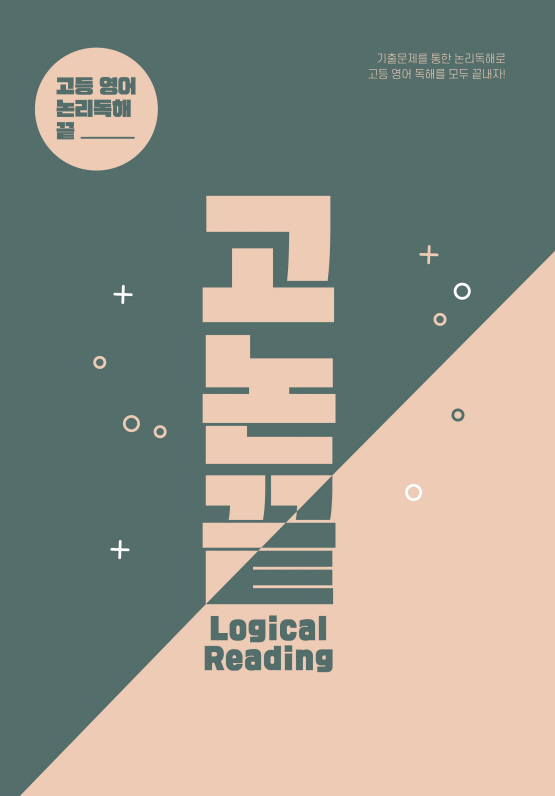 고등 영어
논리독해
끝
기출문제를 통한 논리독해로
고등 영어 독해를 모두 끝내자!
고
논
끝
Logical
Reading